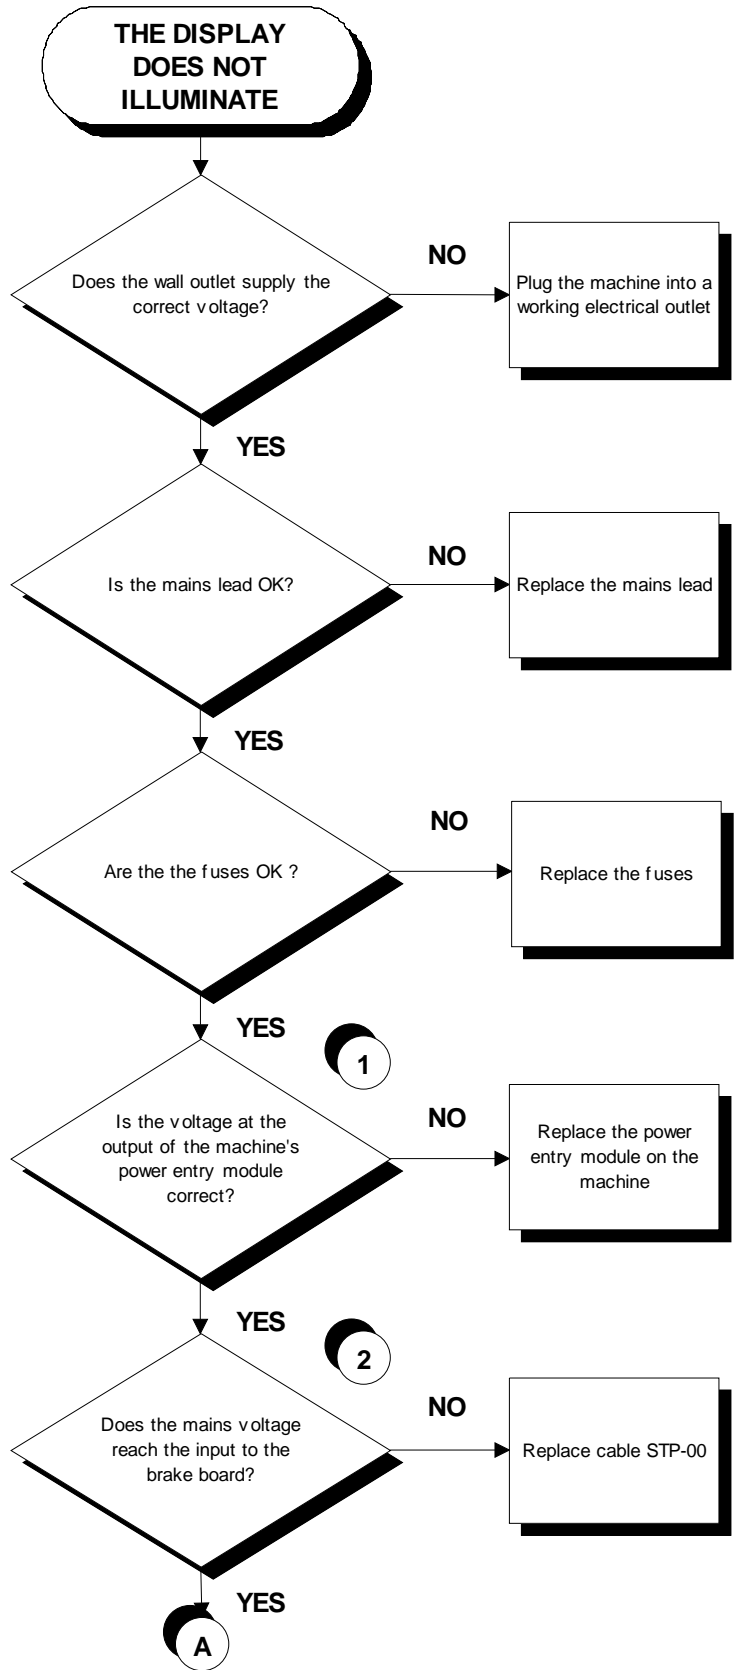 THE DISPLAY
DOES NOT
ILLUMINATE
Does the wall outlet supply the
correct voltage?
NO
Plug the machine into a
working electrical outlet
YES
Is the mains lead OK?
NO
Replace the mains lead
YES
Are the the fuses OK ?
NO
Replace the fuses
YES
1
Is the voltage at the
output of the machine's
power entry module
correct?
NO
Replace the power
entry module on the
machine
YES
2
Does the mains voltage
reach the input to the
brake board?
NO
Replace cable STP-00
YES
A